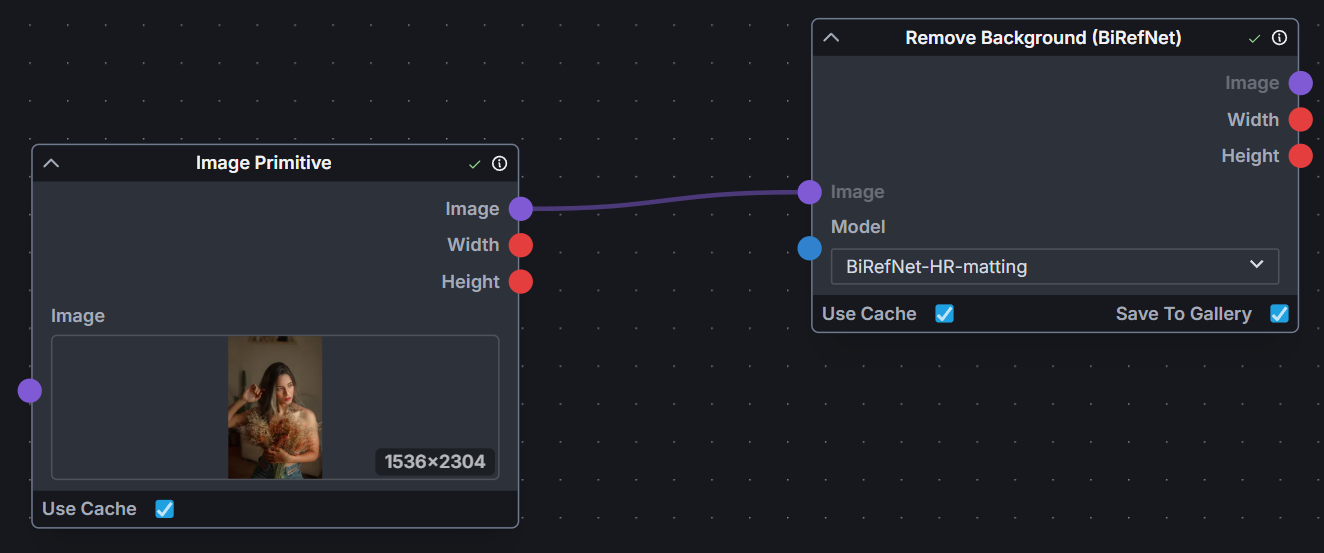 Image Primitive
Image
Width
Height
Image
1536×2304
Use Cache
Remove Background (BiRefNet)
Image
Width
Height
Image
Model
BiRefNet-HR-matting
Use Cache
Save To Gallery